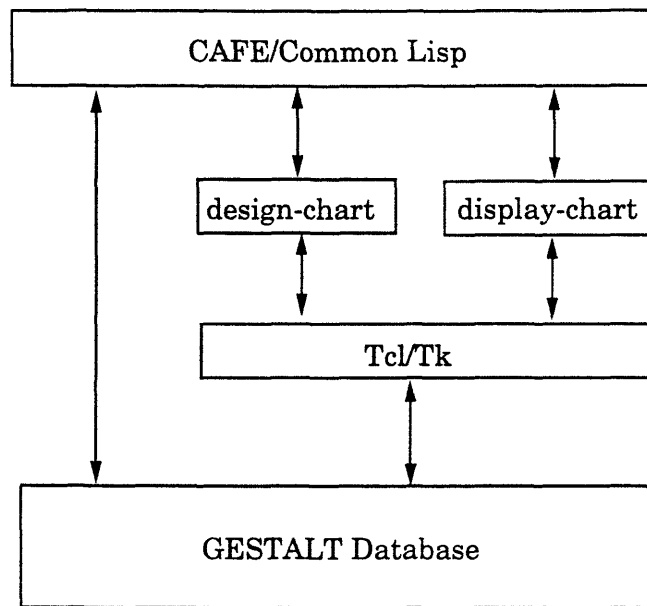 CAFE/Common Lisp
design-chart
display-chart
Tcl/Tk
GESTALT Database